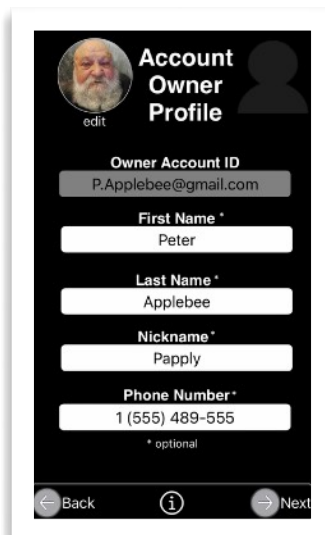 Account
Owner
Profile
edit
Owner Account ID
P.Applebee@gmail.com
First Name *
Peter
Last Name *
Applebee
Nickname *
Papply
Phone Number *
1 (555) 489-555
* optional
Back
i
Next